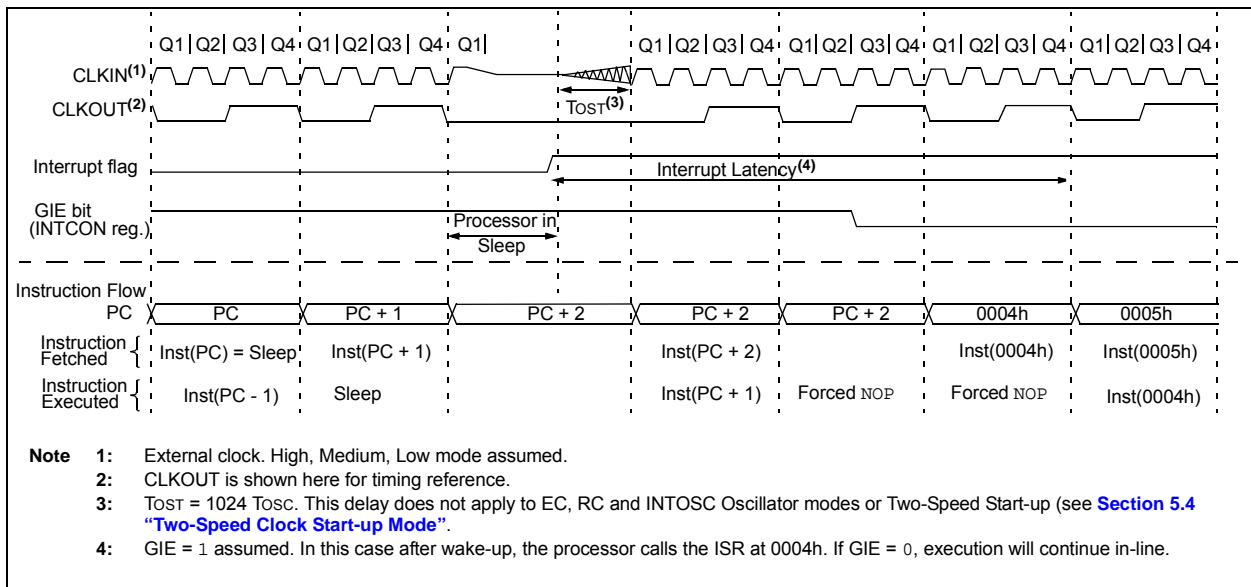 Q1 Q2 Q3 Q4 Q1 Q2 Q3 Q4 Q1 Q1 Q2 Q3 Q4 Q1 Q2 Q3 Q4 Q1 Q2 Q3 Q4 Q1 Q2 Q3 Q4
CLKIN(1)
CLKOUT(2)
TOST(3)
Interrupt flag
Interrupt Latency(4)
GIE bit
(INTCON reg.)
Processor in
Sleep
Instruction Flow
PC PC PC + 1 PC + 2 PC + 2 PC + 2 0004h 0005h
Instruction
Fetched { Inst(PC) = Sleep Inst(PC + 1) Inst(PC + 2) Inst(0004h) Inst(0005h)
Instruction
Executed { Inst(PC - 1) Sleep Inst(PC + 1) Forced NOP Forced NOP Inst(0004h)
Note 1: External clock. High, Medium, Low mode assumed.
2: CLKOUT is shown here for timing reference.
3: TOST = 1024 TOSC. This delay does not apply to EC, RC and INTOSC Oscillator modes or Two-Speed Start-up (see Section 5.4
“Two-Speed Clock Start-up Mode”.
4: GIE = 1 assumed. In this case after wake-up, the processor calls the ISR at 0004h. If GIE = 0, execution will continue in-line.